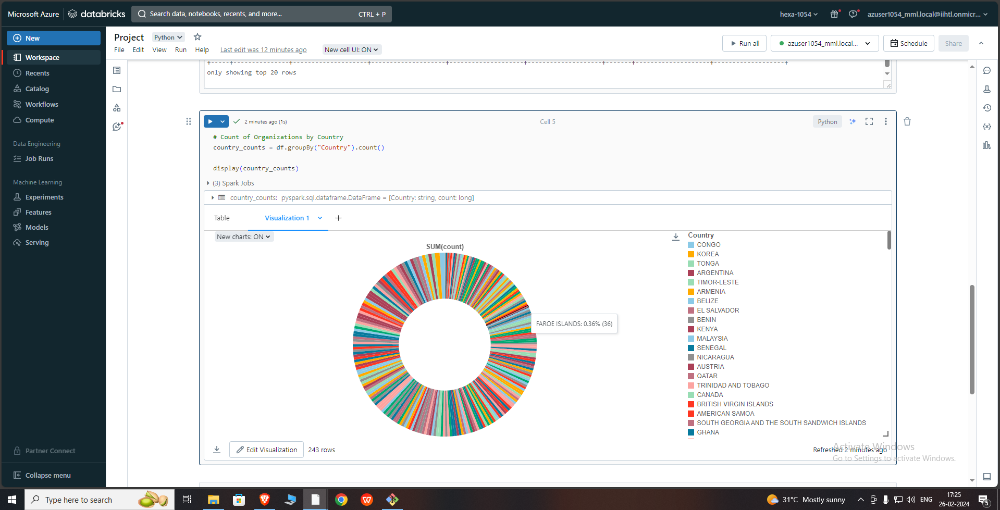 Microsoft Azure databricks Search data, notebooks, recents, and more... CTRL + P hexa-1054 azuser1054_mml.local@iihtl.onmicr...
New
Workspace
Recents
Catalog
Workflows
Compute
Data Engineering
Job Runs
Machine Learning
Experiments
Features
Models
Serving
Partner Connect
Collapse menu
Project Python
File Edit View Run Help Last edit was 12 minutes ago New cell UI: ON
Run all azuser1054_mml.local... Schedule Share
only showing top 20 rows
2 minutes ago (1s) Cell 5 Python
# Count of Organizations by Country
country_counts = df.groupBy("Country").count()
display(country_counts)
(3) Spark Jobs
country_counts: pyspark.sql.dataframe.DataFrame = [Country: string, count: long]
Table Visualization 1 +
New charts: ON
SUM(count)
FAROE ISLANDS: 0.36% (36)
Country
CONGO
KOREA
TONGA
ARGENTINA
TIMOR-LESTE
ARMENIA
BELIZE
EL SALVADOR
BENIN
KENYA
MALAYSIA
SENEGAL
NICARAGUA
AUSTRIA
QATAR
TRINIDAD AND TOBAGO
CANADA
BRITISH VIRGIN ISLANDS
AMERICAN SAMOA
SOUTH GEORGIA AND THE SOUTH SANDWICH ISLANDS
GHANA
Edit Visualization 243 rows Refreshed 2 minutes ago
Activate Windows
Go to Settings to activate Windows.
Type here to search 31°C Mostly sunny ENG 17:25
26-02-2024 5